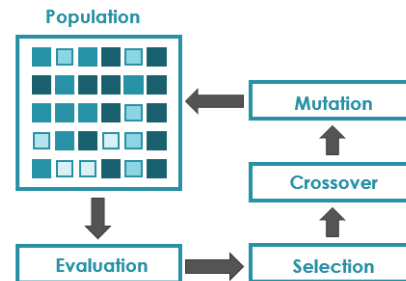 Population
Mutation
Crossover
Evaluation
Selection